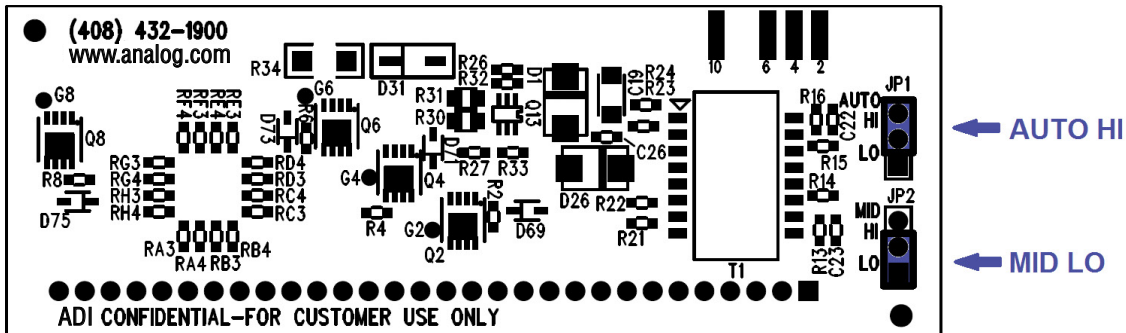 (408) 432-1900
www.analog.com
10 6 4 2
R34
D31
R26
R32
D1
C19
R24
R23
JP1
G8
RF4
RF3
RE4
RE3
G6
R6
R31
R30
Q13
R16
AUTO
HI
C22
AUTO HI
Q8
D73
Q6
D71
R27
R33
C26
R15
LO
RG3
RG4
RH3
RH4
RD4
RD3
RC4
RC3
R8
D75
G4
Q4
R2
D26
R22
R14
JP2
MID
HI
R4
G2
Q2
D69
R21
RA3
RA4
RB3
RB4
T1
R13
C23
LO
MID LO
ADI CONFIDENTIAL-FOR CUSTOMER USE ONLY